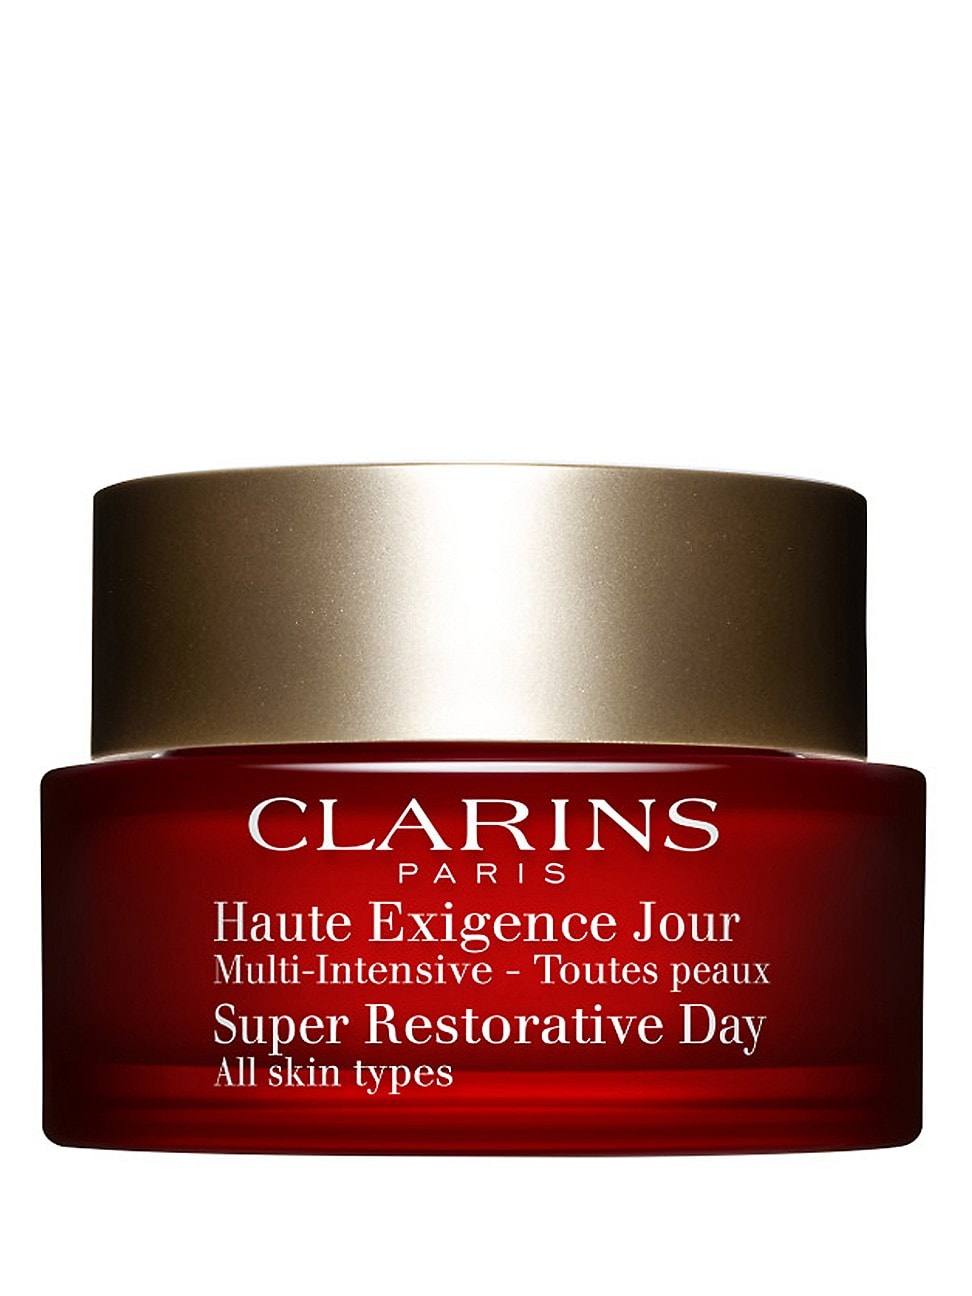 CLARINS
PARIS
Haute Exigence Jour
Multi-Intensive - Toutes peaux
Super Restorative Day
All skin types